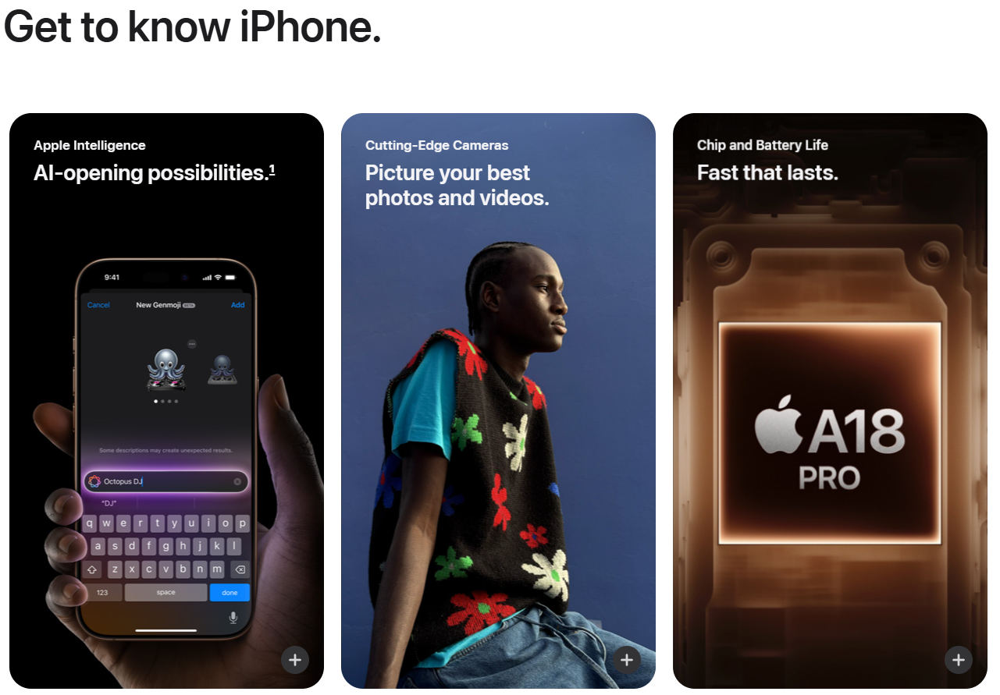 Get to know iPhone.
Apple Intelligence
AI-opening possibilities.1
Cutting-Edge Cameras
Picture your best
photos and videos.
Chip and Battery Life
Fast that lasts.
9:41
Cancel New Genmoji BETA Add
Some descriptions may create unexpected results.
Octopus DJ
"DJ"
q w e r t y u i o p
a s d f g h j k l
z x c v b n m
123 space done
A18
PRO